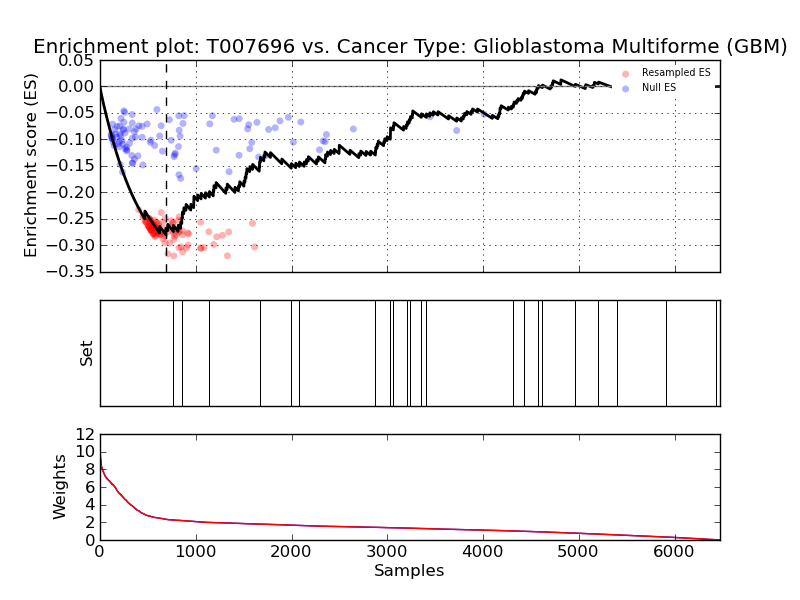 Enrichment plot: T007696 vs. Cancer Type: Glioblastoma Multiforme (GBM)
0.05
0.00
−0.05
−0.10
−0.15
−0.20
−0.25
−0.30
−0.35
Enrichment score (ES)
Resampled ES
Null ES
Set
12
10
8
6
4
2
0
Weights
0 1000 2000 3000 4000 5000 6000
Samples